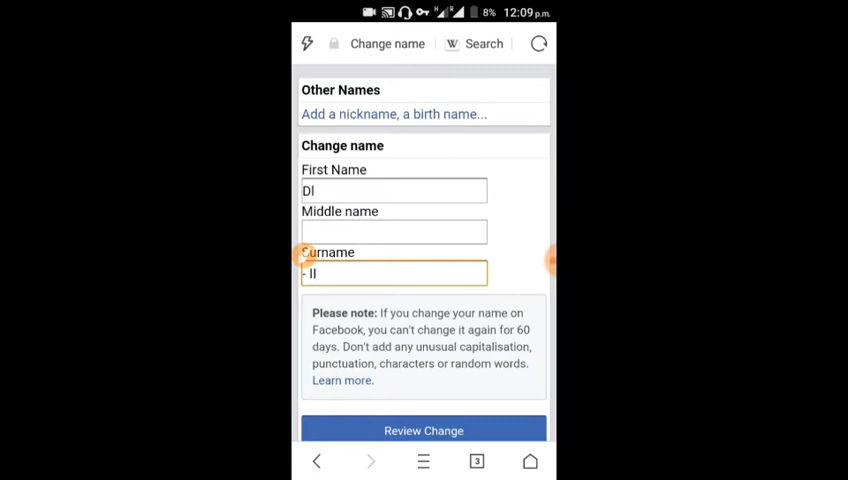 H R 8% 12:09 p.m.
Change name W Search
Other Names
Add a nickname, a birth name...
Change name
First Name
Dl
Middle name
Surname
- ll
Please note: If you change your name on
Facebook, you can't change it again for 60
days. Don't add any unusual capitalisation,
punctuation, characters or random words.
Learn more.
Review Change
3